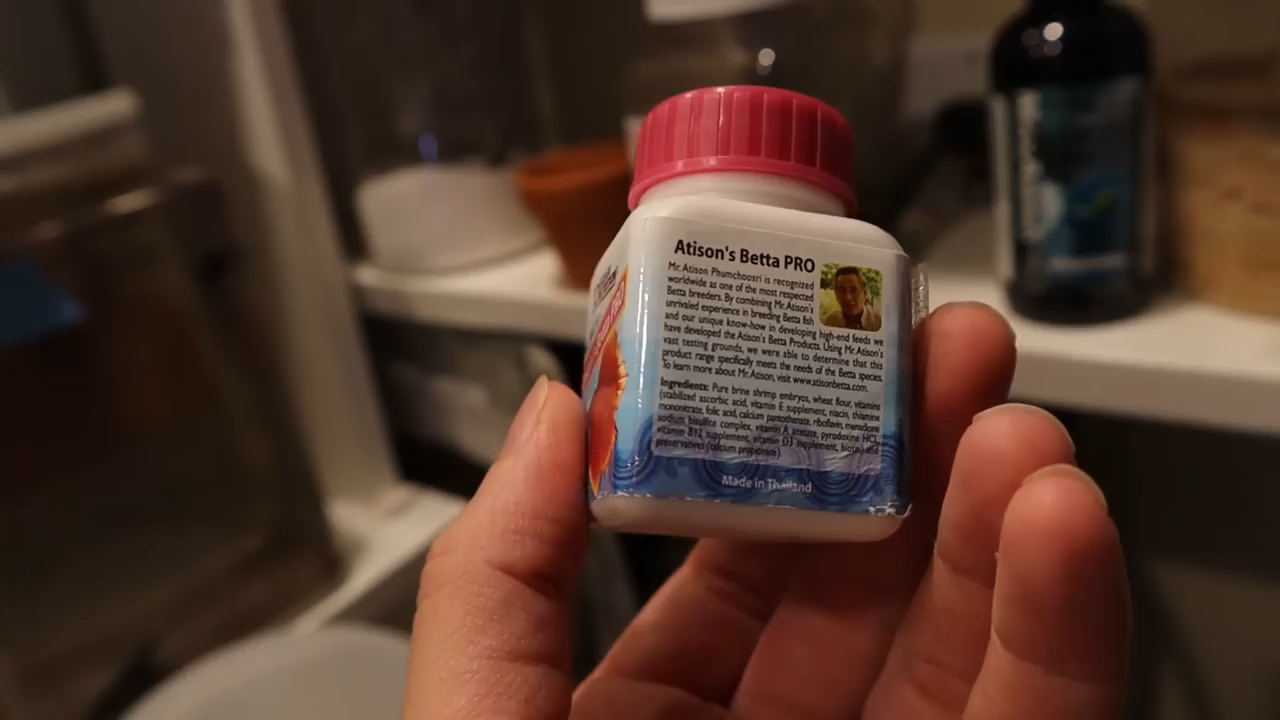 Atison's Betta PRO
Mr. Atison Phumchoosri is recognized
worldwide as one of the most respected
Betta breeders. By combining Mr. Atison's
unrivaled experience in breeding Betta fish
and our unique know-how in developing high-end feeds we
have developed the Atison's Betta Products. Using Mr. Atison's
vast testing grounds, we were able to determine that this
product range specifically meets the needs of the Betta species.
To learn more about Mr. Atison, visit www.atisonbetta.com.
Ingredients: Pure brine shrimp embryos, wheat flour, vitamins
(stabilized ascorbic acid, vitamin E supplement, niacin, thiamine
mononitrate, folic acid, calcium pantothenate, riboflavin, menadione
sodium bisulfite complex, vitamin A acetate, pyrodoxine HCl,
vitamin B12 supplement, vitamin D3 supplement, biotin) and
preservatives (calcium propionate)
Made in Thailand